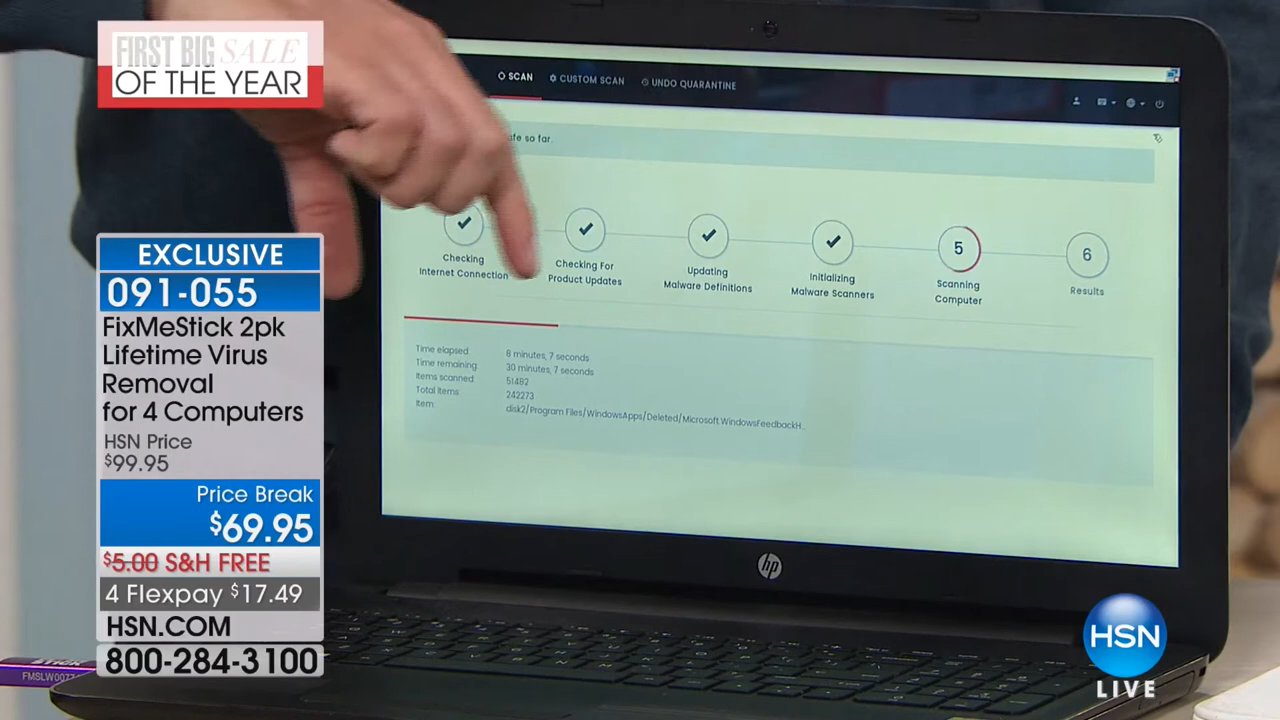 FIRST BIG SALE
OF THE YEAR
EXCLUSIVE
091-055
FixMeStick 2pk
Lifetime Virus
Removal
for 4 Computers
HSN Price
$99.95
Price Break
$69.95
$5.00 S&H FREE
4 Flexpay $17.49
HSN.COM
800-284-3100
SCAN
CUSTOM SCAN
UNDO QUARANTINE
afe so far.
Checking
Internet Connection
Checking For
Product Updates
Updating
Malware Definitions
Initializing
Malware Scanners
5
Scanning
Computer
6
Results
Time elapsed: 8 minutes, 7 seconds
Time remaining: 30 minutes, 7 seconds
Items scanned: 51492
Total Items 242273
Item: disk2/Program Files/WindowsApps/Deleted/Microsoft.WindowsFeedbackH...
hp
HSN
LIVE